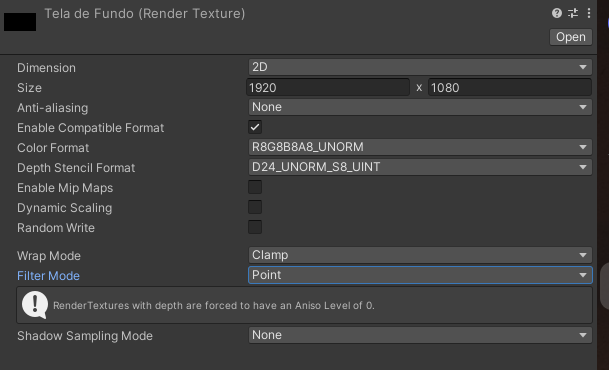 Tela de Fundo (Render Texture)
Open
Dimension 2D
Size 1920 x 1080
Anti-aliasing None
Enable Compatible Format
Color Format R8G8B8A8_UNORM
Depth Stencil Format D24_UNORM_S8_UINT
Enable Mip Maps
Dynamic Scaling
Random Write
Wrap Mode Clamp
Filter Mode Point
RenderTextures with depth are forced to have an Aniso Level of 0.
Shadow Sampling Mode None